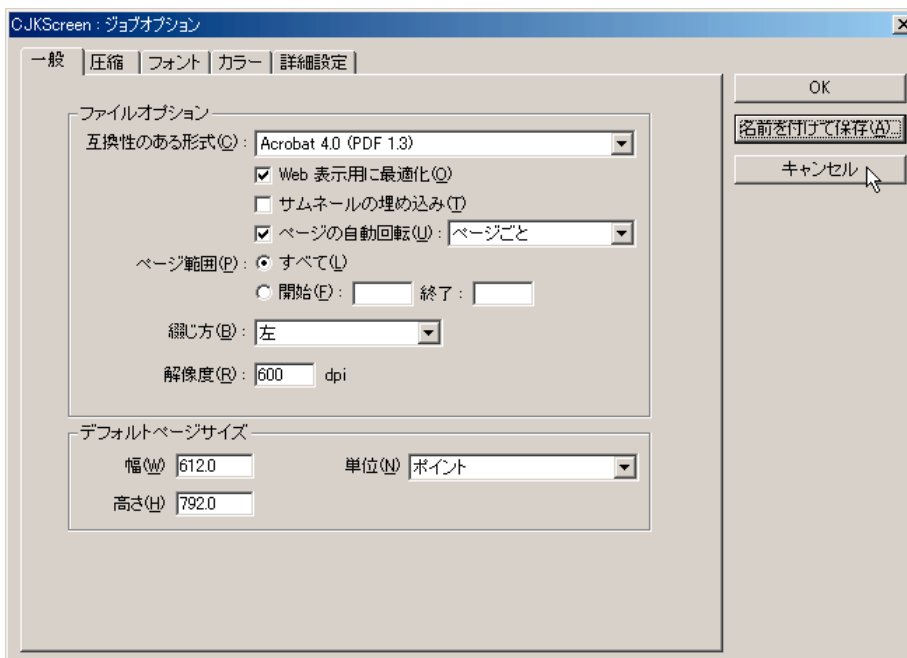 CJKScreen : ジョブオプション
一般 圧縮 フォント カラー 詳細設定
OK
名前を付けて保存(A)...
キャンセル
ファイルオプション
互換性のある形式(C) : Acrobat 4.0 (PDF 1.3)
Web 表示用に最適化(O)
サムネールの埋め込み(T)
ページの自動回転(U) : ページごと
ページ範囲(P) : すべて(L)
開始(F) : 終了 :
綴じ方(B) : 左
解像度(R) : 600 dpi
デフォルトページサイズ
幅(W) 612.0 単位(N) ポイント
高さ(H) 792.0